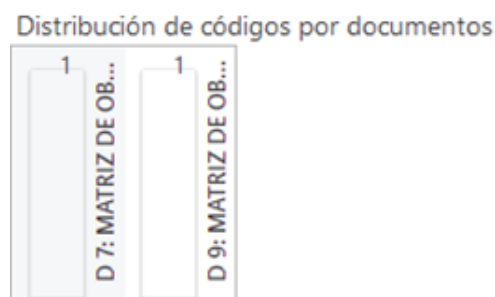 Distribución de códigos por documentos
1
D 7: MATRIZ DE OB...
1
D 9: MATRIZ DE OB...